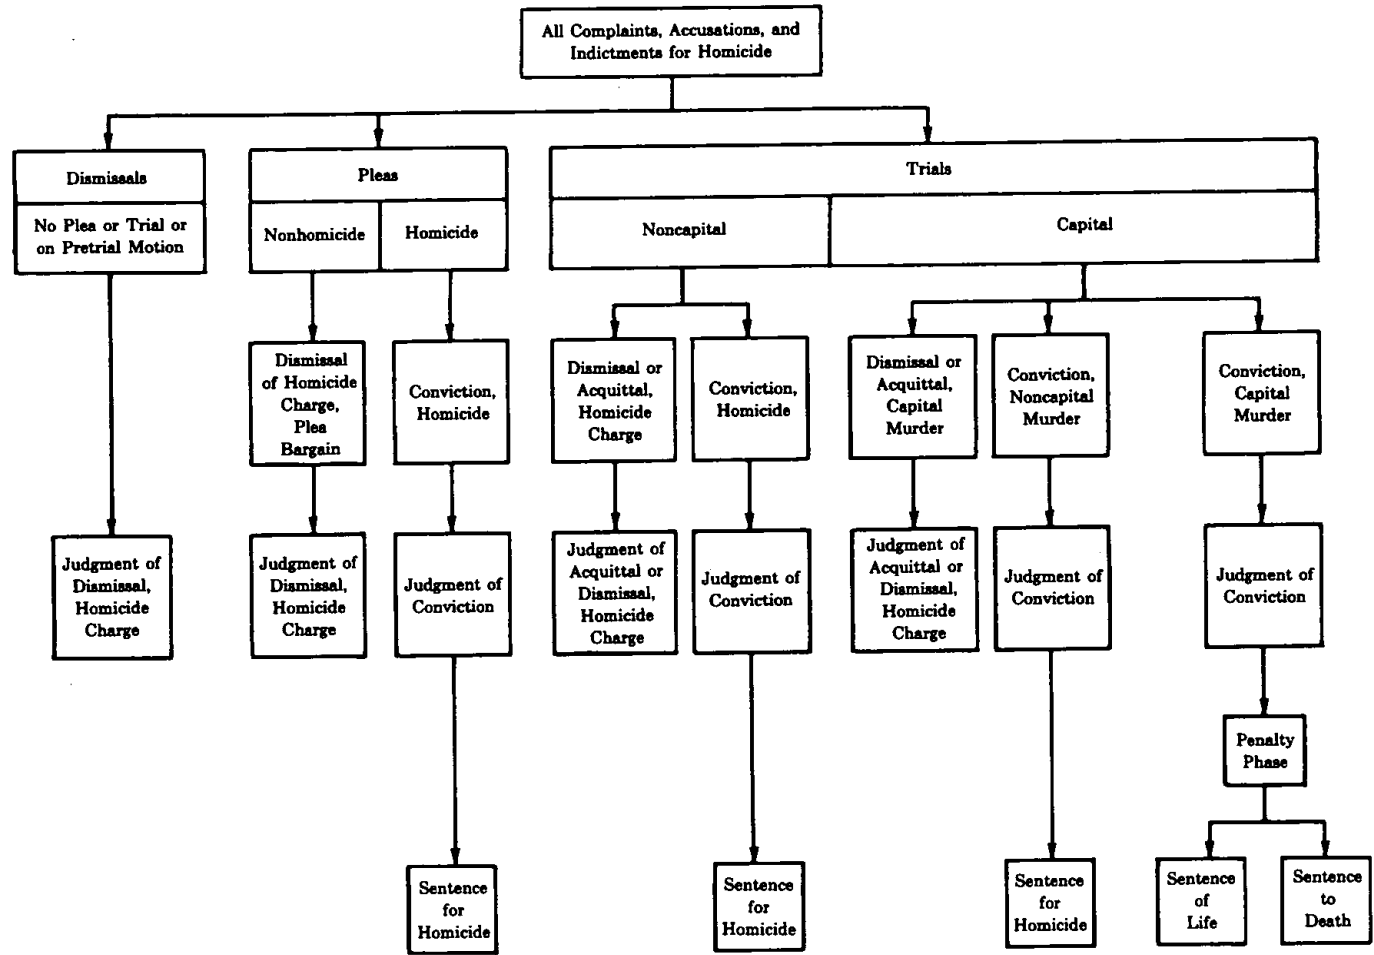 All Complaints, Accusations, and
Indictments for Homicide
Dismissals
No Plea or Trial or
on Pretrial Motion
Pleas
Nonhomicide
Homicide
Trials
Noncapital
Capital
Dismissal
of Homicide
Charge,
Plea
Bargain
Conviction,
Homicide
Dismissal or
Acquittal,
Homicide
Charge
Conviction,
Homicide
Dismissal or
Acquittal,
Capital
Murder
Conviction,
Noncapital
Murder
Conviction,
Capital
Murder
Judgment of
Dismissal,
Homicide
Charge
Judgment of
Dismissal,
Homicide
Charge
Judgment of
Conviction
Judgment of
Acquittal or
Dismissal,
Homicide
Charge
Judgment of
Conviction
Judgment of
Acquittal or
Dismissal,
Homicide
Charge
Judgment of
Conviction
Judgment of
Conviction
Penalty
Phase
Sentence
for
Homicide
Sentence
for
Homicide
Sentence
for
Homicide
Sentence
of
Life
Sentence
to
Death